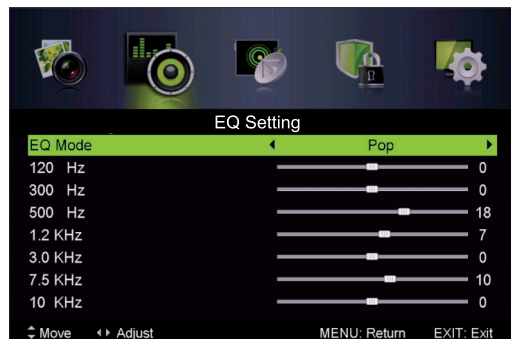 EQ Setting
EQ Mode Pop
120 Hz 0
300 Hz 0
500 Hz 18
1.2 KHz 7
3.0 KHz 0
7.5 KHz 10
10 KHz 0
Move Adjust MENU: Return EXIT: Exit